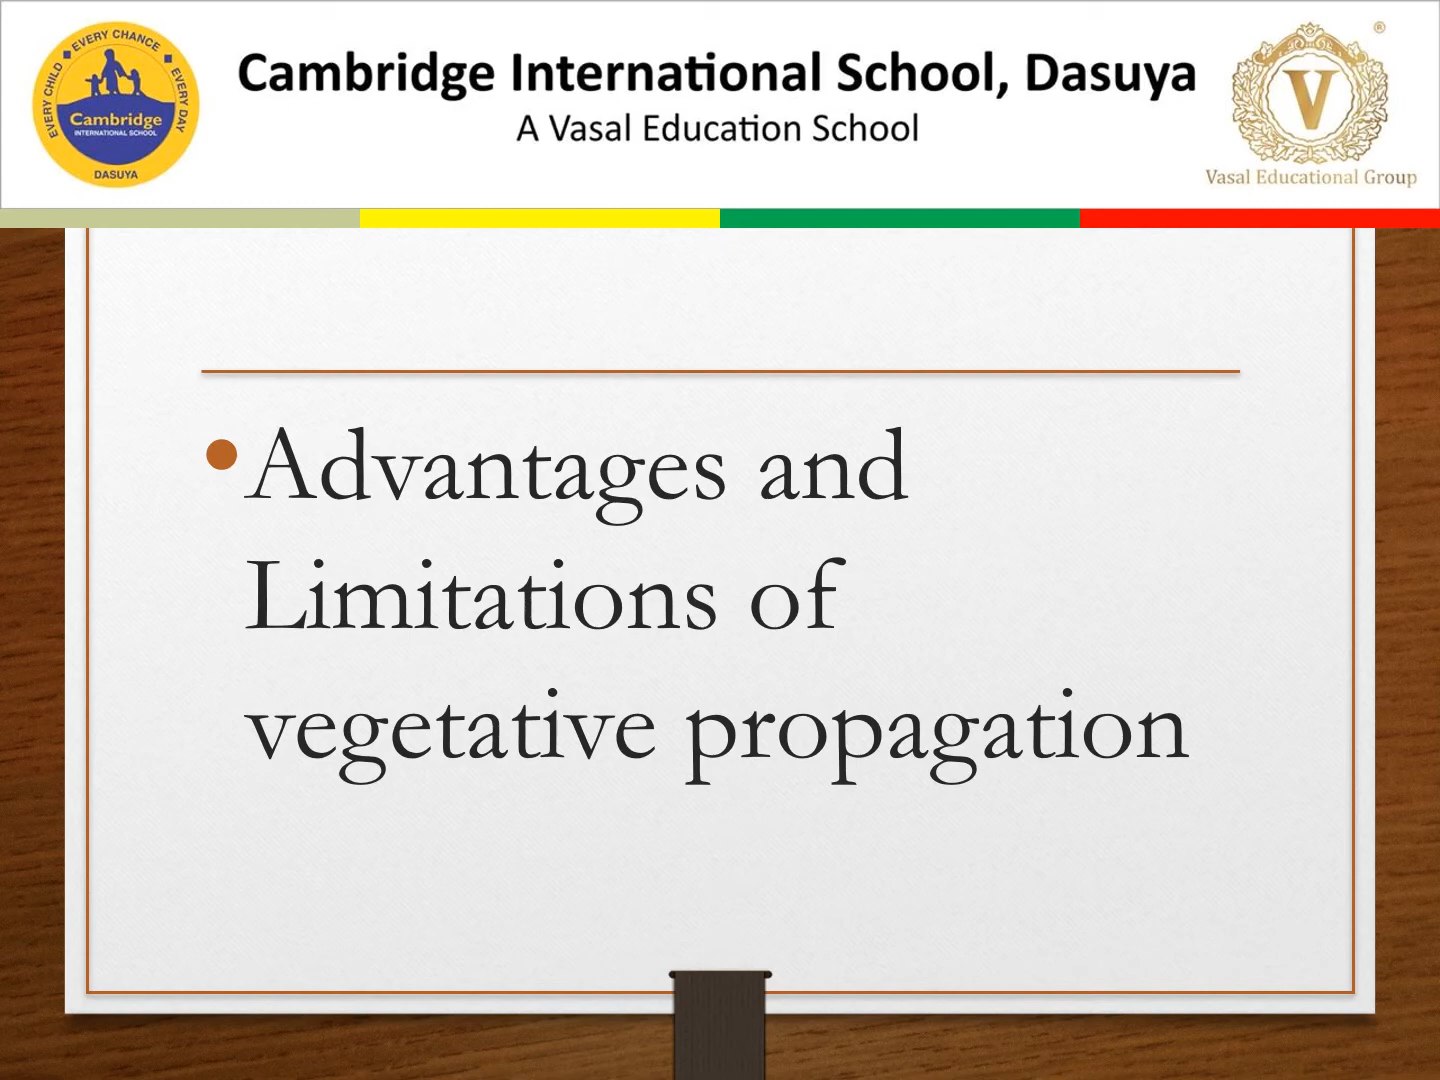 EVERY CHILD ■ EVERY CHANCE ■ EVERY DAY
Cambridge
INTERNATIONAL SCHOOL
DASUYA
Cambridge International School, Dasuya
A Vasal Education School
®
V
Vasal Educational Group
•Advantages and
Limitations of
vegetative propagation